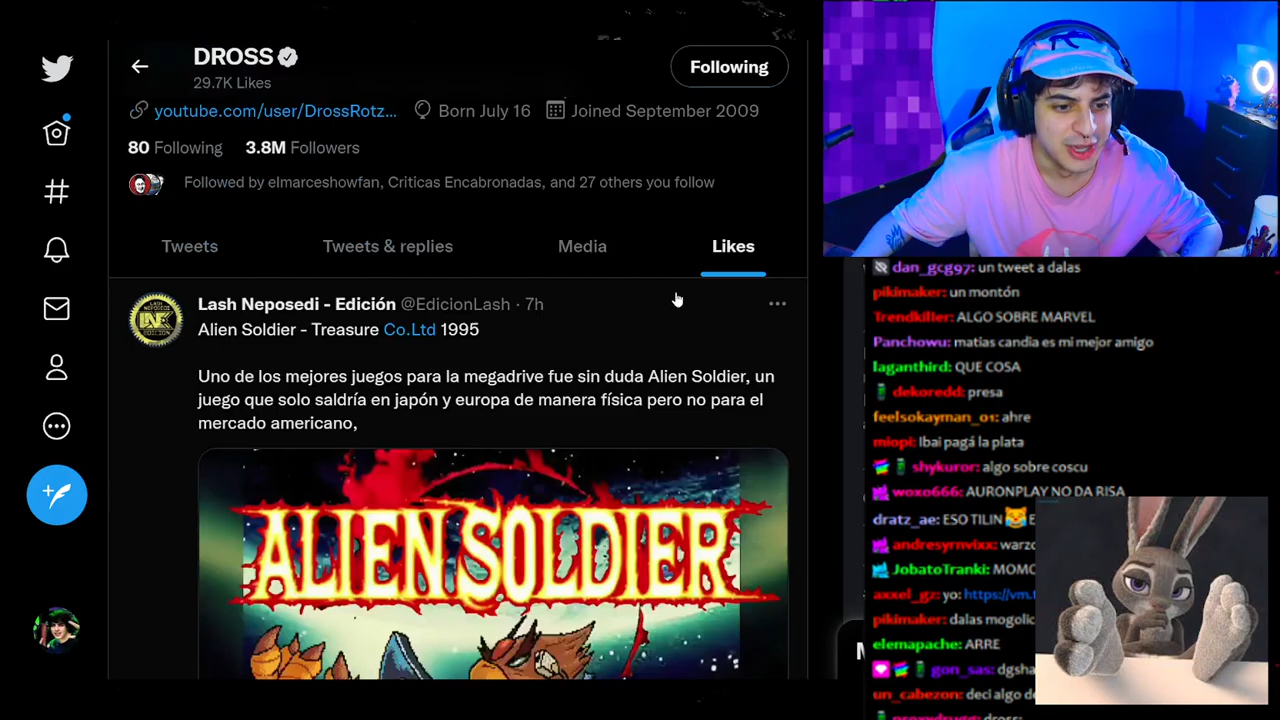 DROSS
29.7K Likes
Following
youtube.com/user/DrossRotz...
Born July 16
Joined September 2009
80 Following
3.8M Followers
Followed by elmarceshowfan, Criticas Encabronadas, and 27 others you follow
Tweets
Tweets & replies
Media
Likes
Lash Neposedi - Edición @EdicionLash · 7h
Alien Soldier - Treasure Co.Ltd 1995
Uno de los mejores juegos para la megadrive fue sin duda Alien Soldier, un
juego que solo saldría en japón y europa de manera física pero no para el
mercado americano,
ALIEN SOLDIER
dan_gcg97: un tweet a dalas
pikimaker: un montón
Trendkiller: ALGO SOBRE MARVEL
Panchowu: matias candia es mi mejor amigo
laganthird: QUE COSA
dekoredd: presa
feelsokayman_01: ahre
miopi: Ibai pagá la plata
shykuror: algo sobre coscu
woxo666: AURONPLAY NO DA RISA
dratz_ae: ESO TILIN E
andresyrnvixx: warzo
JobatoTranki: MOMO
axxel_gz: yo: https://vm.
pikimaker: dalas mogolic
elemapache: ARRE
gon_sas: dgsha
un_cabezon: deci algo de